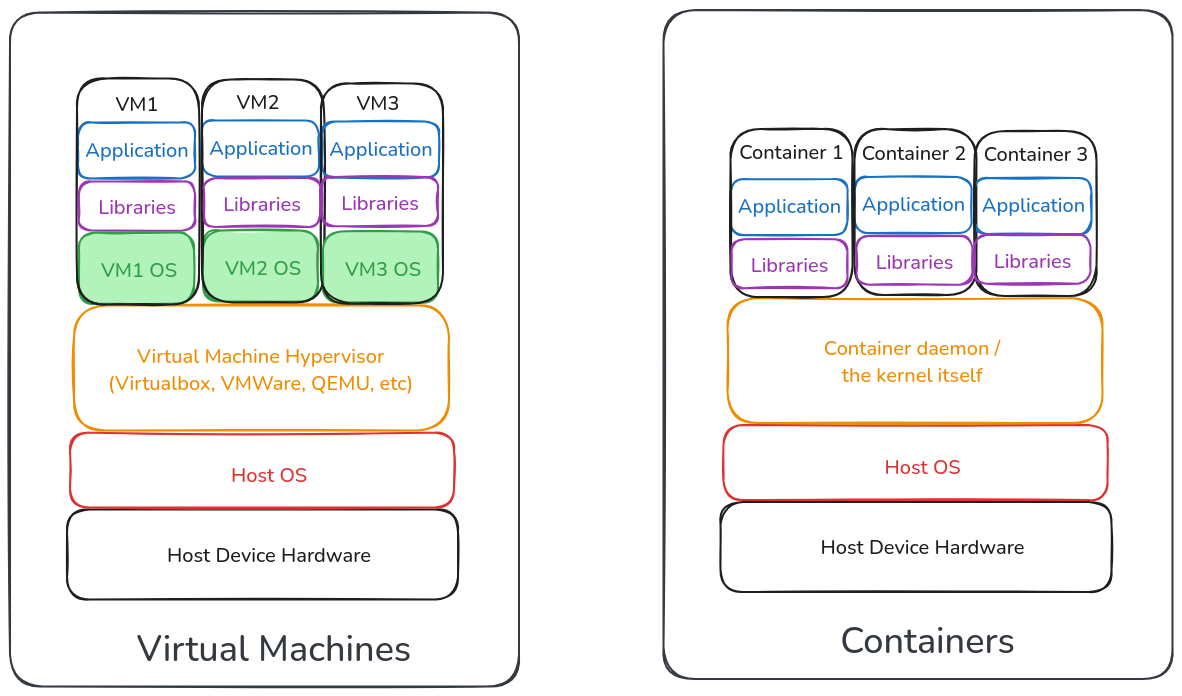 VM1
VM2
VM3
Application
Application
Application
Libraries
Libraries
Libraries
VM1 OS
VM2 OS
VM3 OS
Virtual Machine Hypervisor
(Virtualbox, VMWare, QEMU, etc)
Host OS
Host Device Hardware
Virtual Machines
Container 1
Container 2
Container 3
Application
Application
Application
Libraries
Libraries
Libraries
Container daemon /
the kernel itself
Host OS
Host Device Hardware
Containers